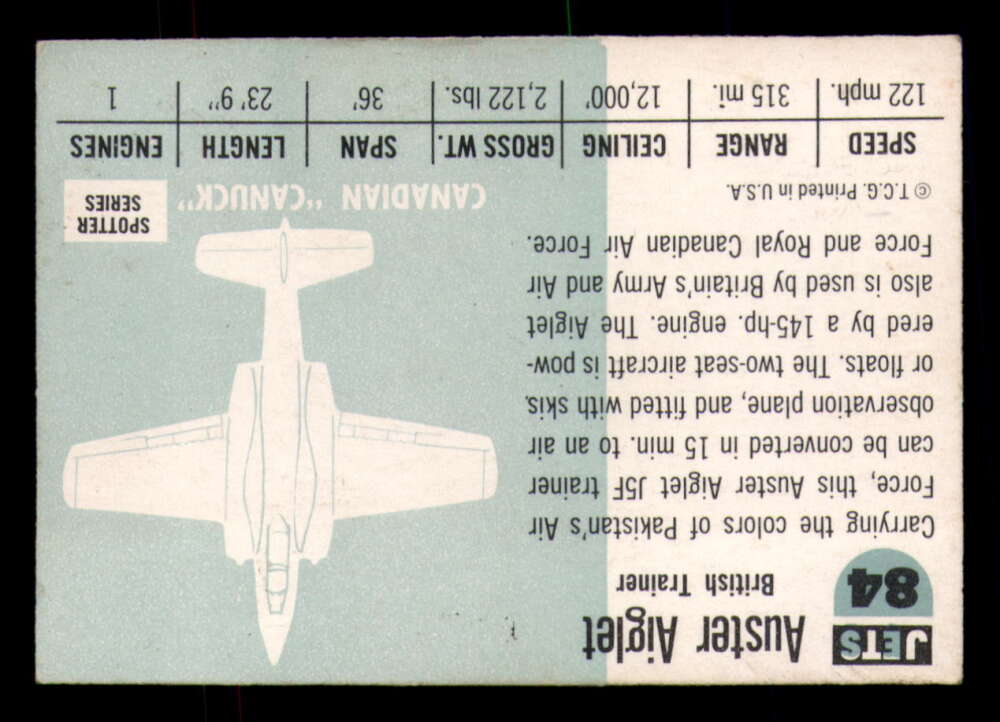 JETS
84
Auster Aiglet
British Trainer
Carrying the colors of Pakistan's Air
Force, this Auster Aiglet J5F trainer
can be converted in 15 min. to an air
observation plane, and fitted with skis
or floats. The two-seat aircraft is pow-
ered by a 145-hp. engine. The Aiglet
also is used by Britain's Army and Air
Force and Royal Canadian Air Force.
© T.C.G. Printed in U.S.A.
CANADIAN "CANUCK"
SPOTTER
SERIES
SPEED RANGE CEILING GROSS WT. SPAN LENGTH ENGINES
122 mph. 315 mi. 12,000' 2,122 lbs. 36' 23'9" 1